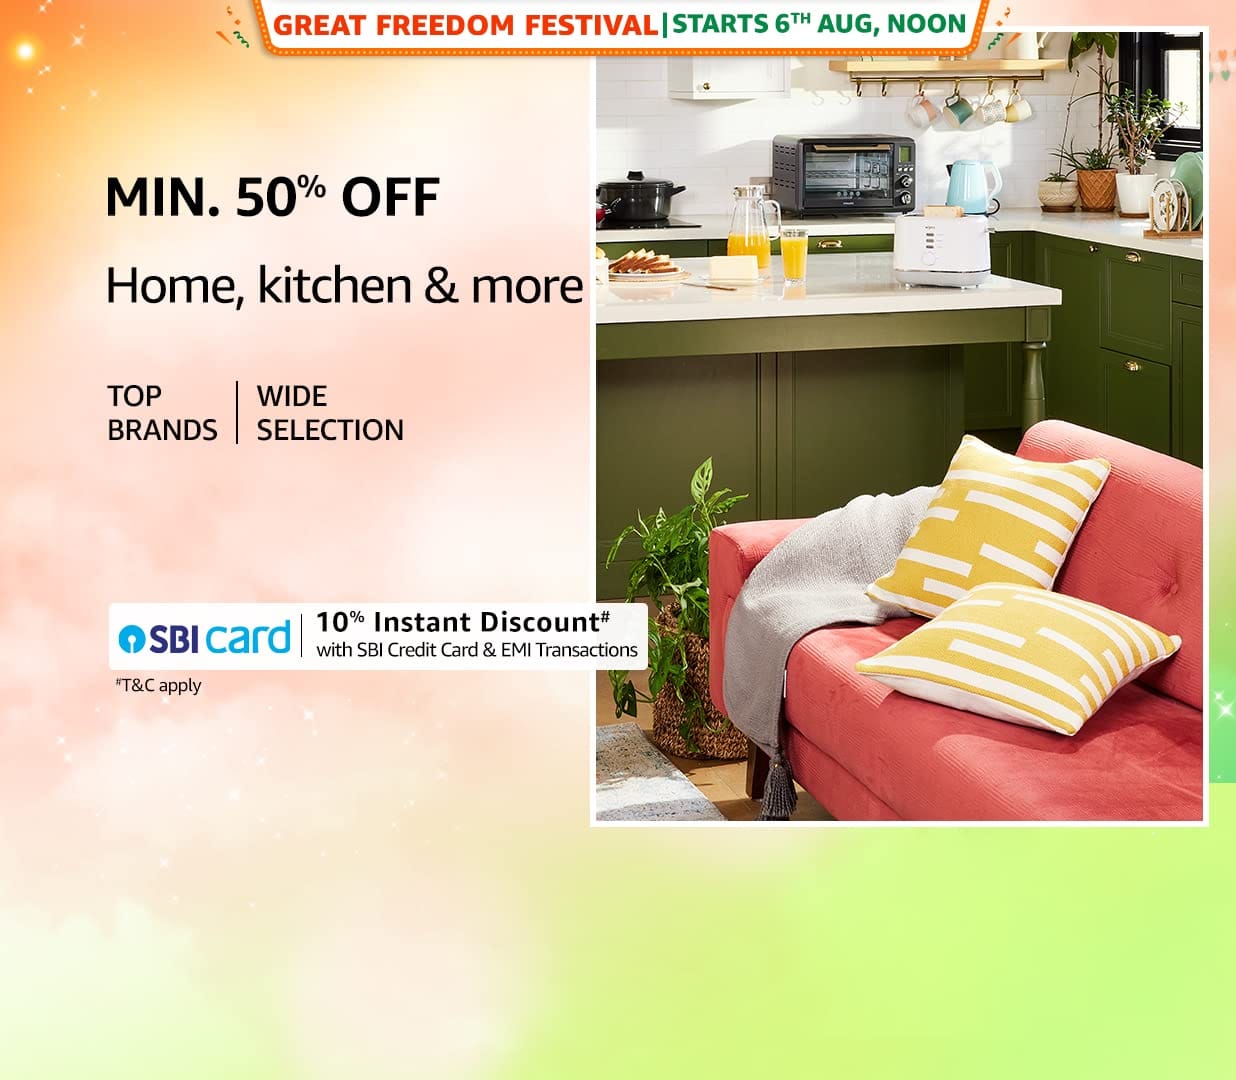 GREAT FREEDOM FESTIVAL|STARTS 6TH AUG, NOON
MIN. 50% OFF
Home, kitchen & more
TOP BRANDS | WIDE SELECTION
SBI card | 10% Instant Discount#
with SBI Credit Card & EMI Transactions
#T&C apply